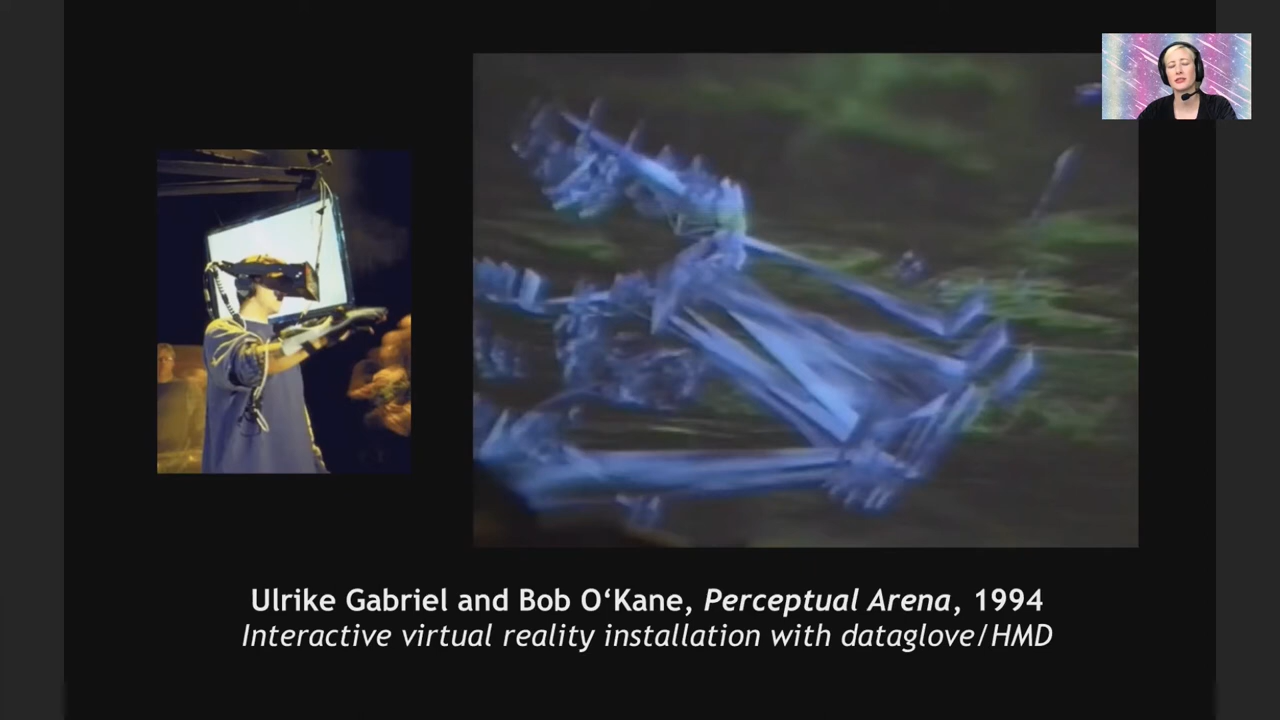 Ulrike Gabriel and Bob O‘Kane, Perceptual Arena, 1994
Interactive virtual reality installation with dataglove/HMD